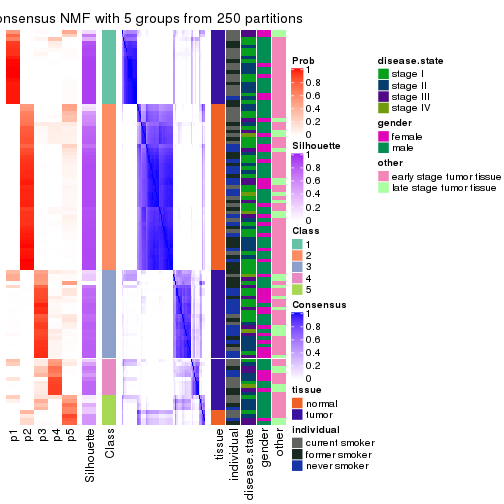 onsensus NMF with 5 groups from 250 partitions
Prob
1
0.8
0.6
0.4
0.2
0
Silhouette
1
0.8
0.6
0.4
0.2
0
Class
1
2
3
4
5
Consensus
1
0.8
0.6
0.4
0.2
0
tissue
normal
tumor
individual
current smoker
former smoker
never smoker
disease.state
stage I
stage II
stage III
stage IV
gender
female
male
other
early stage tumor tissue
late stage tumor tissue
p1
p2
p3
p4
p5
Silhouette
Class
tissue
individual
disease.state
gender
other